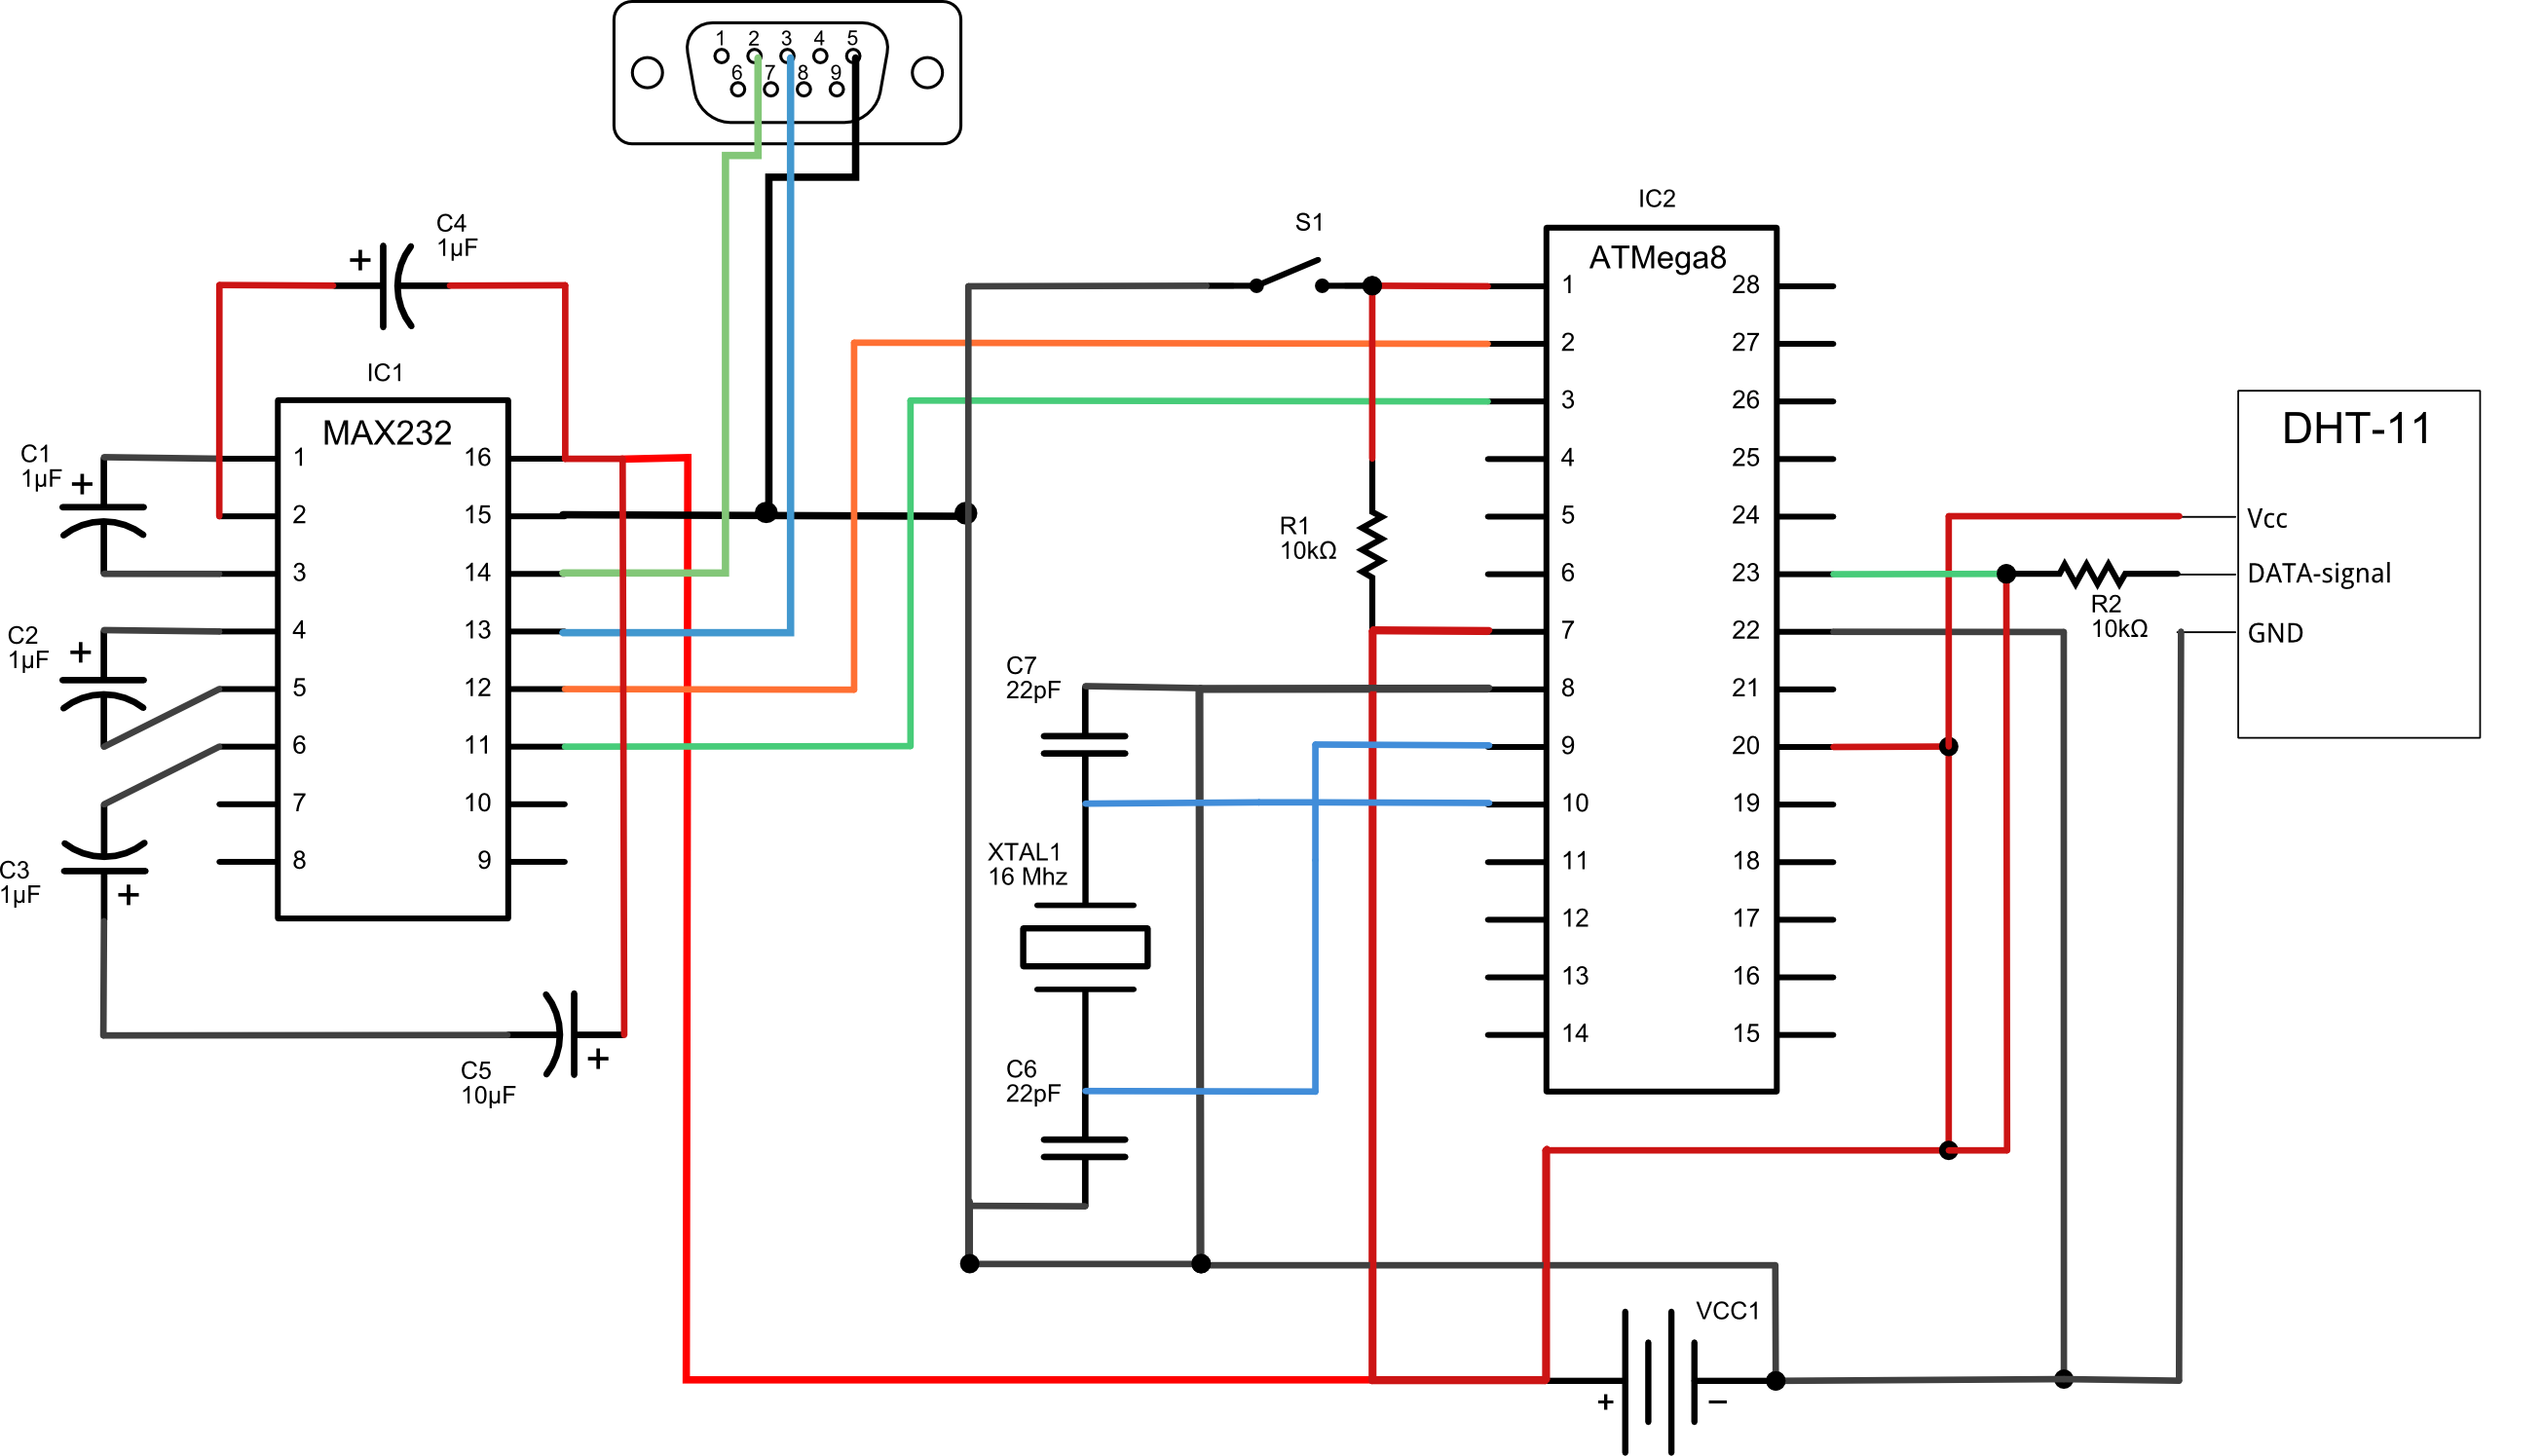 1 2 3 4 5
6 7 8 9
C4
1µF
+
IC1
MAX232
C1
1µF
+
C2
1µF
+
C3
1µF
+
1 16
2 15
3 14
4 13
5 12
6 11
7 10
8 9
C5
10µF
+
S1
R1
10kΩ
C7
22pF
XTAL1
16 Mhz
C6
22pF
IC2
ATMega8
1 28
2 27
3 26
4 25
5 24
6 23
7 22
8 21
9 20
10 19
11 18
12 17
13 16
14 15
R2
10kΩ
DHT-11
Vcc
DATA-signal
GND
VCC1
+ −